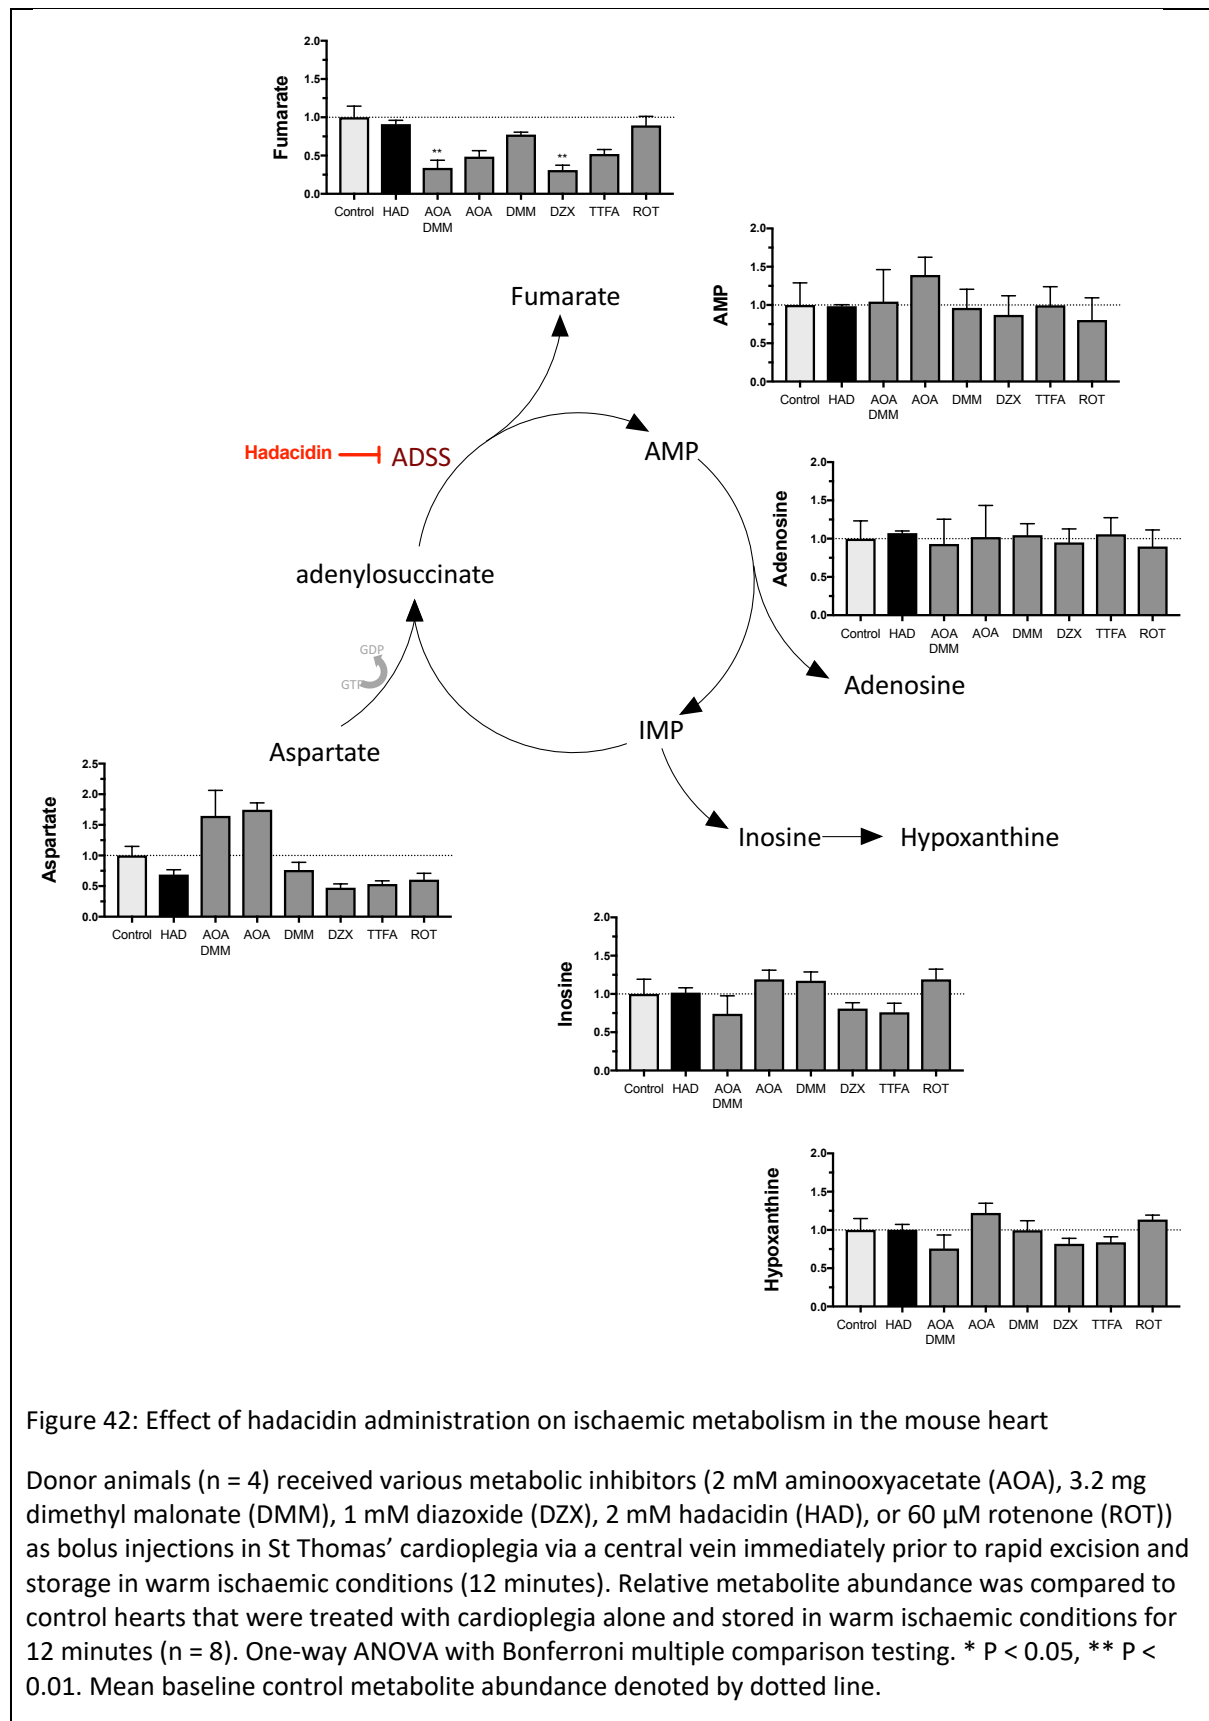 Fumarate
2.0
1.5
1.0
0.5
0.0
** **
Control HAD AOA AOA DMM DZX TTFA ROT
DMM
AMP
2.0
1.5
1.0
0.5
0.0
Control HAD AOA AOA DMM DZX TTFA ROT
DMM
Fumarate
Hadacidin ADSS
AMP
Adenosine
2.0
1.5
1.0
0.5
0.0
Control HAD AOA AOA DMM DZX TTFA ROT
DMM
adenylosuccinate
GDP
GTP
Adenosine
IMP
Aspartate
Aspartate
2.5
2.0
1.5
1.0
0.5
0.0
Control HAD AOA AOA DMM DZX TTFA ROT
DMM
Inosine Hypoxanthine
Inosine
2.0
1.5
1.0
0.5
0.0
Control HAD AOA AOA DMM DZX TTFA ROT
DMM
Hypoxanthine
2.0
1.5
1.0
0.5
0.0
Control HAD AOA AOA DMM DZX TTFA ROT
DMM
Figure 42: Effect of hadacidin administration on ischaemic metabolism in the mouse heart
Donor animals (n = 4) received various metabolic inhibitors (2 mM aminooxyacetate (AOA), 3.2 mg
dimethyl malonate (DMM), 1 mM diazoxide (DZX), 2 mM hadacidin (HAD), or 60 µM rotenone (ROT))
as bolus injections in St Thomas’ cardioplegia via a central vein immediately prior to rapid excision and
storage in warm ischaemic conditions (12 minutes). Relative metabolite abundance was compared to
control hearts that were treated with cardioplegia alone and stored in warm ischaemic conditions for
12 minutes (n = 8). One-way ANOVA with Bonferroni multiple comparison testing. * P < 0.05, ** P <
0.01. Mean baseline control metabolite abundance denoted by dotted line.